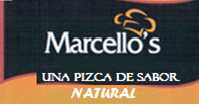 Marcello's
UNA PIZCA DE SABOR
NATURAL